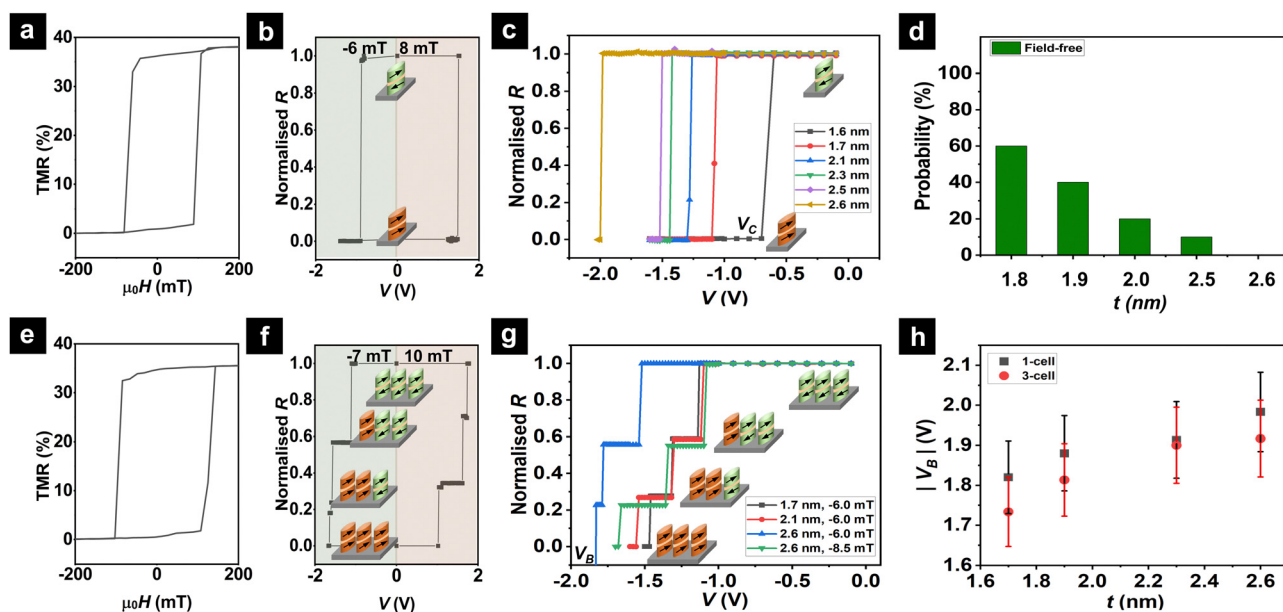 a
40
30
20
10
0
TMR (%)
-200
0
200
µ₀H (mT)
b
-6 mT
8 mT
1.0
0.8
0.6
0.4
0.2
0.0
Normalised R
-2
0
2
V (V)
c
1.0
0.8
0.6
0.4
0.2
0.0
Normalised R
1.6 nm
1.7 nm
2.1 nm
2.3 nm
2.5 nm
2.6 nm
V_C
-2.0
-1.5
-1.0
-0.5
0.0
V (V)
d
Field-free
100
80
60
40
20
0
Probability (%)
1.8
1.9
2.0
2.5
2.6
t (nm)
e
40
30
20
10
0
TMR (%)
-200
0
200
µ₀H (mT)
f
-7 mT
10 mT
1.0
0.8
0.6
0.4
0.2
0.0
Normalised R
-2
0
2
V (V)
g
1.0
0.8
0.6
0.4
0.2
0.0
Normalised R
1.7 nm, -6.0 mT
2.1 nm, -6.0 mT
2.6 nm, -6.0 mT
2.6 nm, -8.5 mT
V_B
-2.0
-1.5
-1.0
-0.5
0.0
V (V)
h
1-cell
3-cell
2.1
2.0
1.9
1.8
1.7
1.6
| V_B | (V)
1.6
1.8
2.0
2.2
2.4
2.6
t (nm)